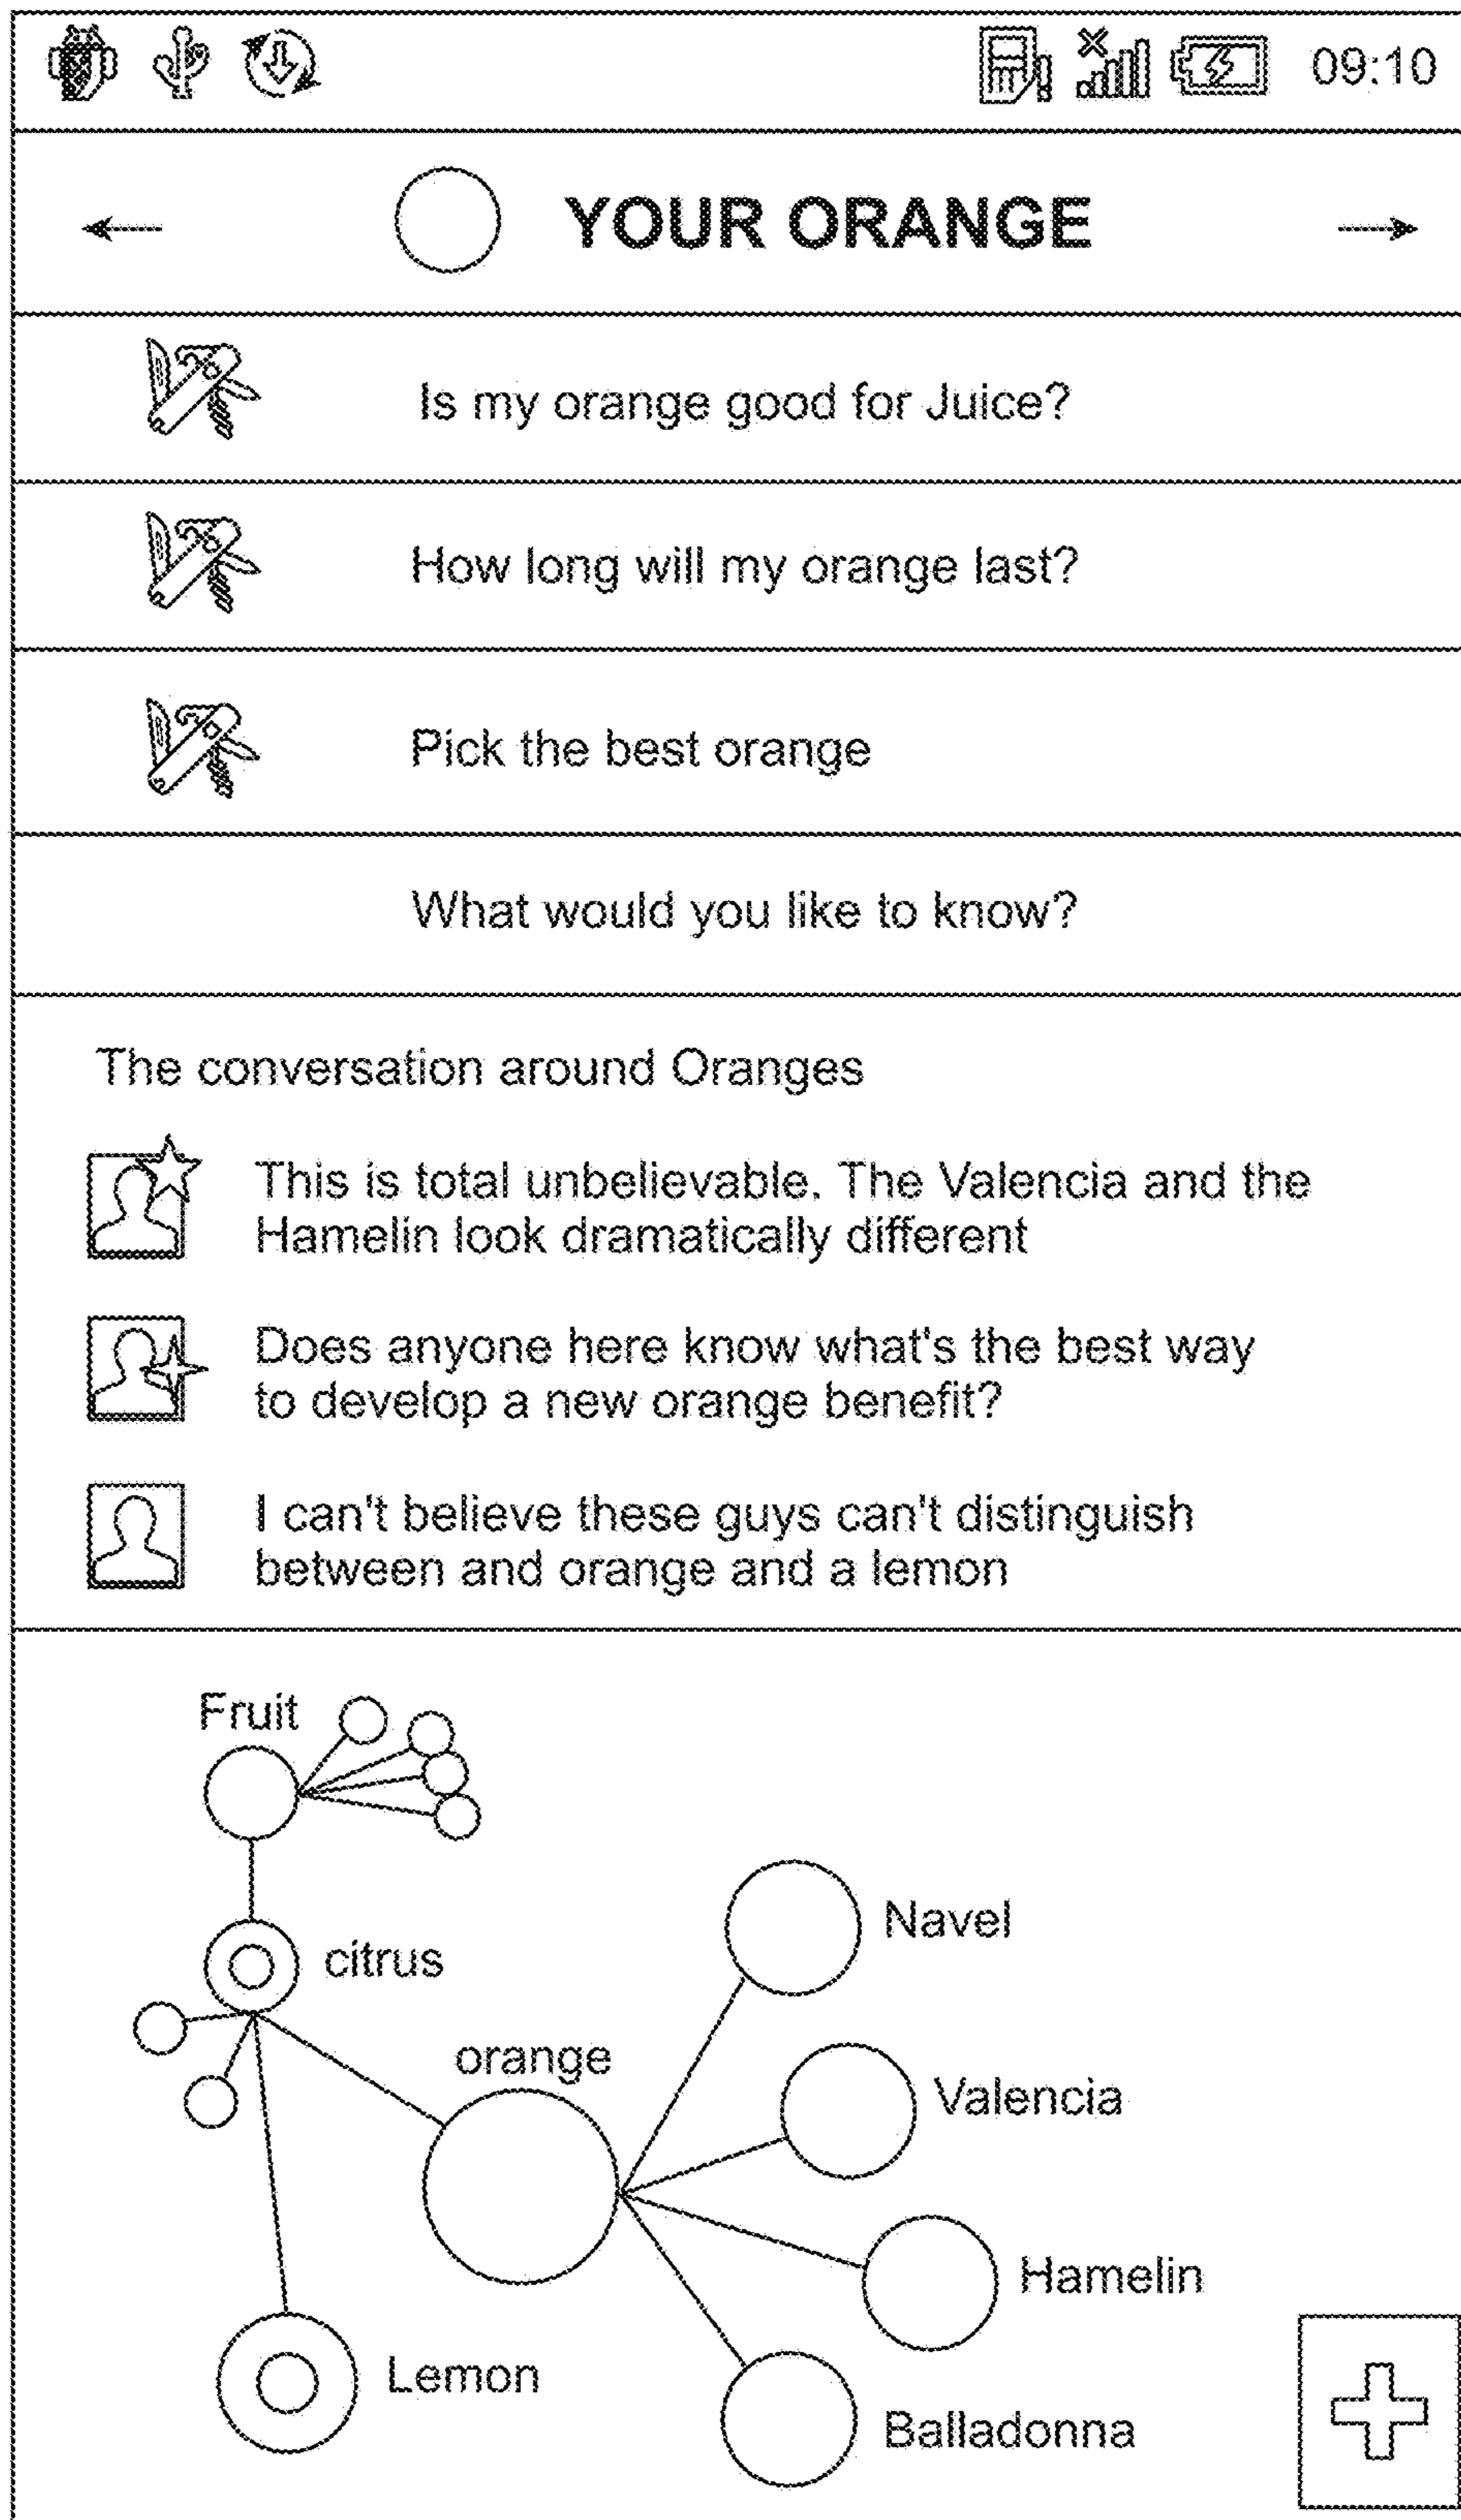 09:10
YOUR ORANGE
Is my orange good for Juice?
How long will my orange last?
Pick the best orange
What would you like to know?
The conversation around Oranges
This is total unbelievable. The Valencia and the
Hamelin look dramatically different
Does anyone here know what's the best way
to develop a new orange benefit?
I can't believe these guys can't distinguish
between and orange and a lemon
Fruit
Navel
citrus
orange
Valencia
Hamelin
Lemon
Balladonna